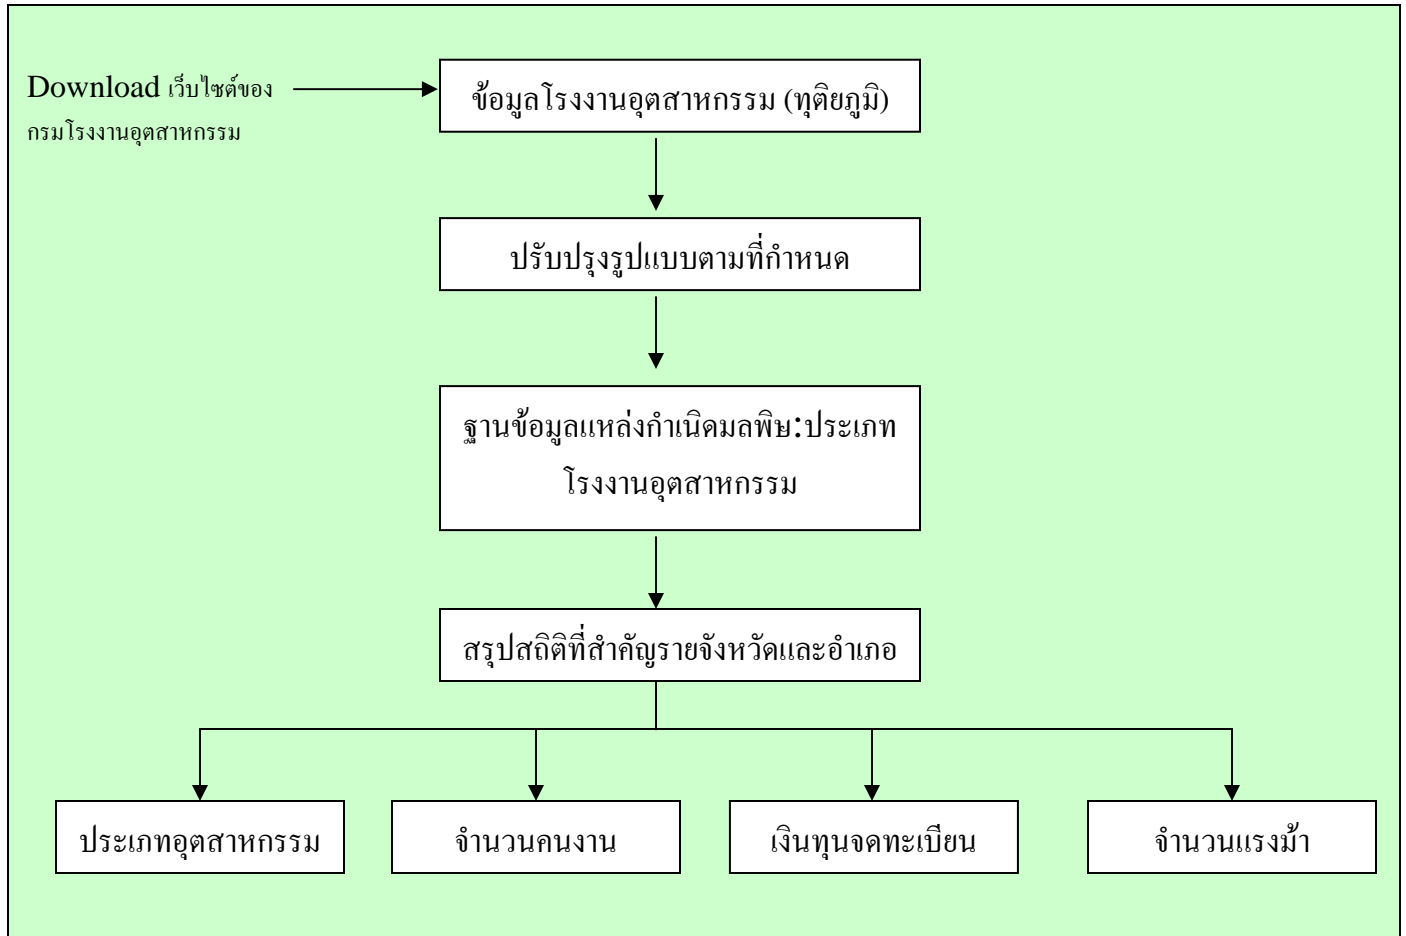 Download เว็บไซต์ของ
กรมโรงงานอุตสาหกรรม
ข้อมูลโรงงานอุตสาหกรรม (ทุติยภูมิ)
ปรับปรุงรูปแบบตามที่กำหนด
ฐานข้อมูลแหล่งกำเนิดมลพิษ:ประเภท
โรงงานอุตสาหกรรม
สรุปสถิติที่สำคัญรายจังหวัดและอำเภอ
ประเภทอุตสาหกรรม
จำนวนคนงาน
เงินทุนจดทะเบียน
จำนวนแรงม้า